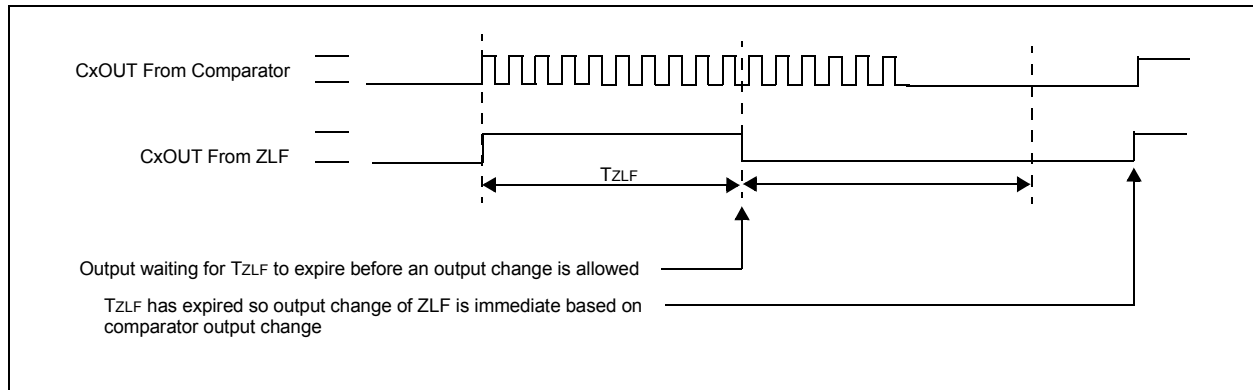 CxOUT From Comparator
CxOUT From ZLF
TZLF
Output waiting for TZLF to expire before an output change is allowed
TZLF has expired so output change of ZLF is immediate based on
comparator output change